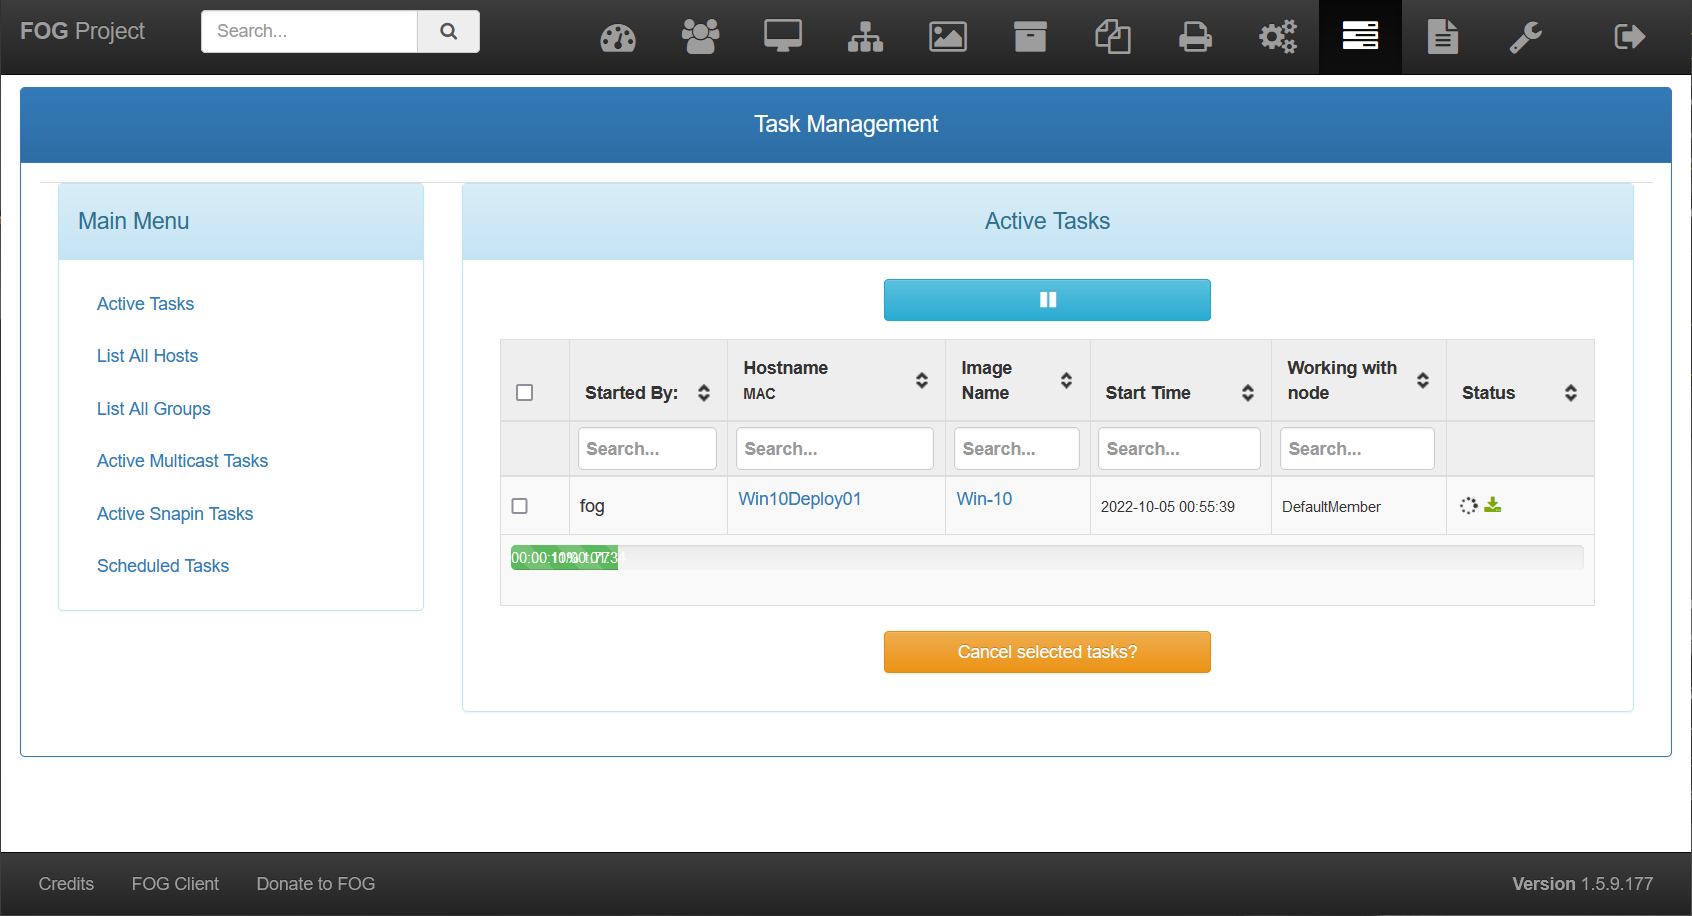 FOG Project
Search...
Task Management
Main Menu
Active Tasks
List All Hosts
List All Groups
Active Multicast Tasks
Active Snapin Tasks
Scheduled Tasks
Active Tasks
Started By:
Hostname
MAC
Image
Name
Start Time
Working with
node
Status
Search... Search... Search... Search... Search...
fog
Win10Deploy01
Win-10
2022-10-05 00:55:39
DefaultMember
Cancel selected tasks?
Credits FOG Client Donate to FOG
Version 1.5.9.177